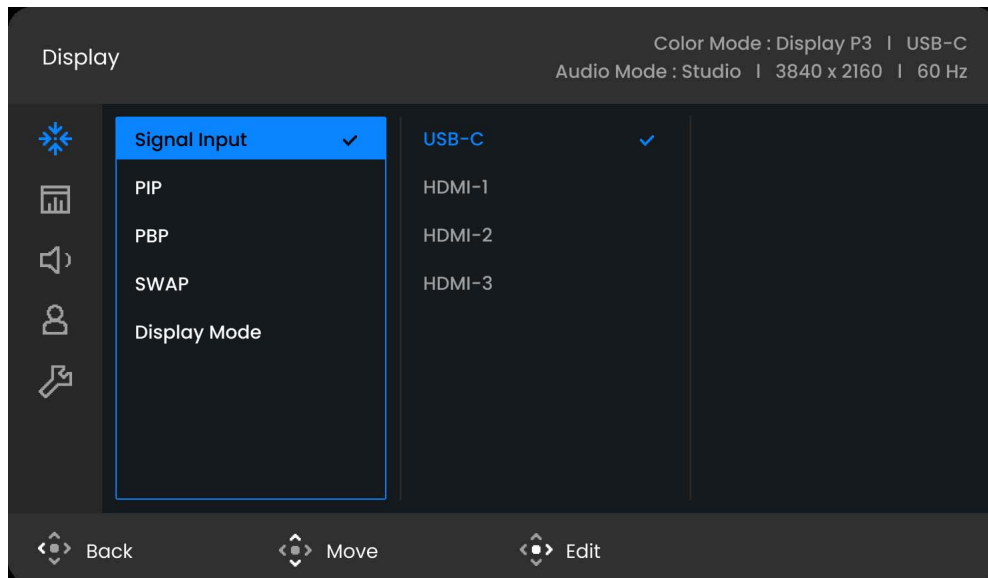 Display
Color Mode : Display P3 | USB-C
Audio Mode : Studio | 3840 x 2160 | 60 Hz
Signal Input
USB-C
PIP
HDMI-1
PBP
HDMI-2
SWAP
HDMI-3
Display Mode
Back
Move
Edit